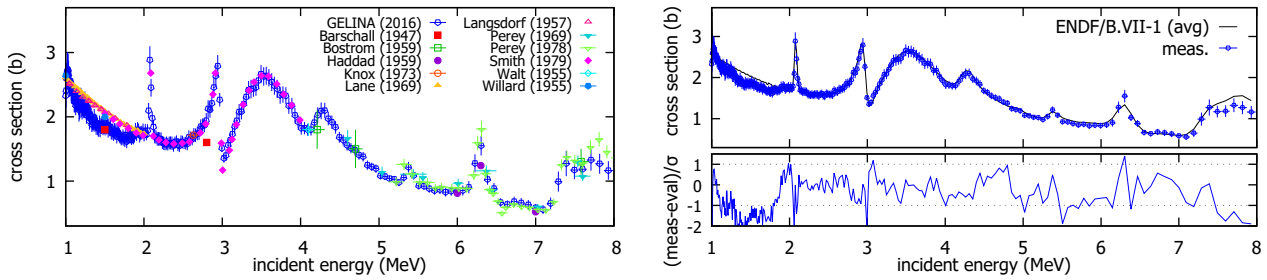 GELINA (2016)
Barschall (1947)
Bostrom (1959)
Haddad (1959)
Knox (1973)
Lane (1969)
Langsdorf (1957)
Perey (1969)
Perey (1978)
Smith (1979)
Walt (1955)
Willard (1955)
cross section (b)
3
2
1
1 2 3 4 5 6 7 8
incident energy (MeV)
ENDF/B.VII-1 (avg)
meas.
cross section (b)
3
2
1
(meas-eval)/σ
1
0
-1
-2
1 2 3 4 5 6 7 8
incident energy (MeV)